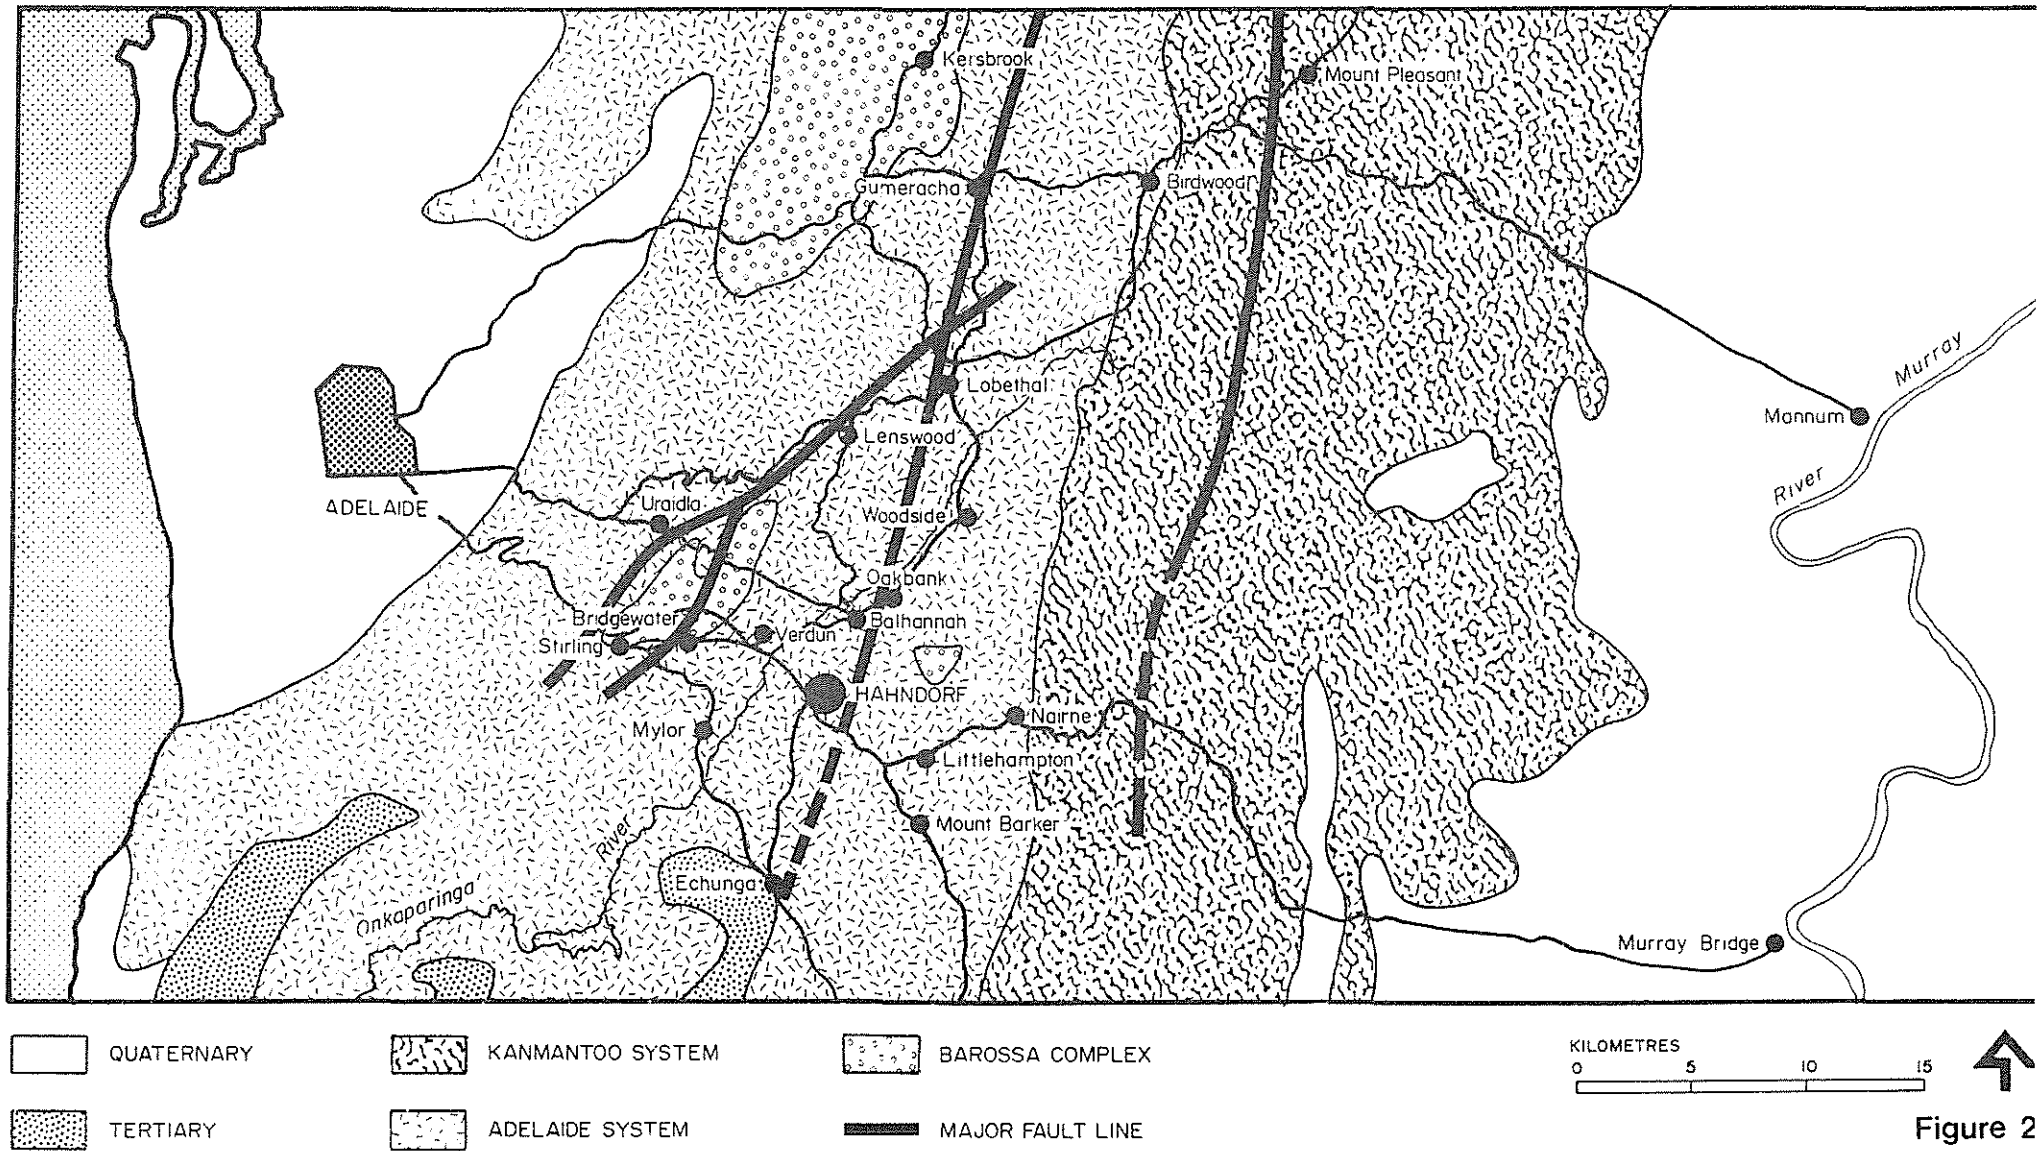 Kersbrook
Mount Pleasant
Gumeracha
Birdwood
Murray
Lobethal
Mannum
Lenswood
River
ADELAIDE
Uraidla
Woodside
Oakbank
Bridgewater
Balhannah
Verdun
Stirling
HAHNDORF
Nairne
Mylor
Littlehampton
Mount Barker
River
Echunga
Onkaparinga
Murray Bridge
QUATERNARY
KANMANTOO SYSTEM
BAROSSA COMPLEX
KILOMETRES
0 5 10 15
TERTIARY
ADELAIDE SYSTEM
MAJOR FAULT LINE
Figure 2